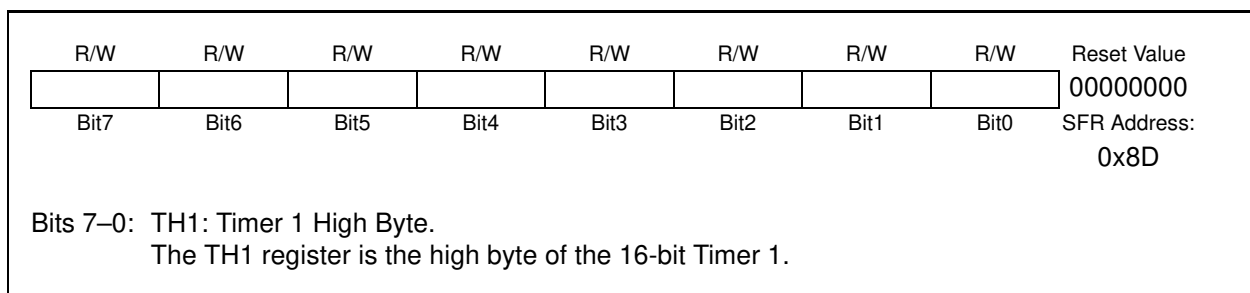 R/W R/W R/W R/W R/W R/W R/W R/W Reset Value
00000000
Bit7 Bit6 Bit5 Bit4 Bit3 Bit2 Bit1 Bit0 SFR Address:
0x8D
Bits 7–0: TH1: Timer 1 High Byte.
The TH1 register is the high byte of the 16-bit Timer 1.